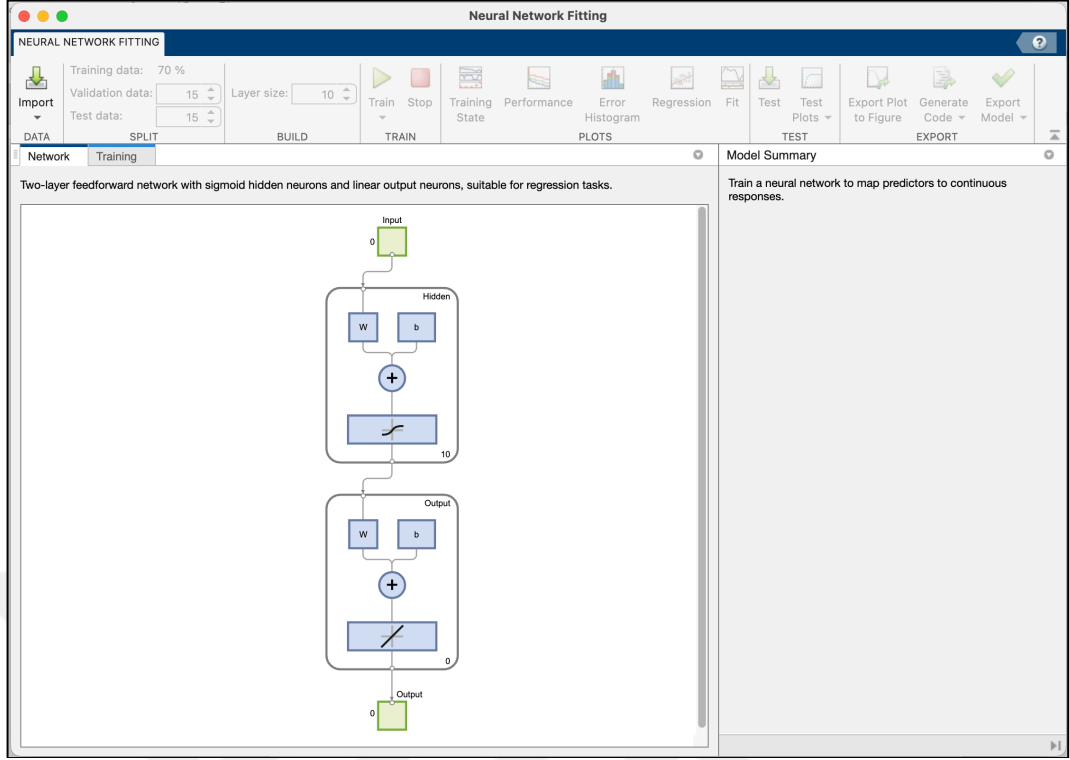 Neural Network Fitting
NEURAL NETWORK FITTING
?
Import
DATA
Training data: 70 %
Validation data: 15
Test data: 15
SPLIT
Layer size: 10
BUILD
Train
Stop
TRAIN
Training
State
Performance
Error
Histogram
Regression
Fit
PLOTS
Test
Test
Plots
TEST
Export Plot
to Figure
Generate
Code
Export
Model
EXPORT
Network
Training
Two-layer feedforward network with sigmoid hidden neurons and linear output neurons, suitable for regression tasks.
Input
0
Hidden
W
b
+
10
Output
W
b
+
0
Output
0
Model Summary
Train a neural network to map predictors to continuous
responses.